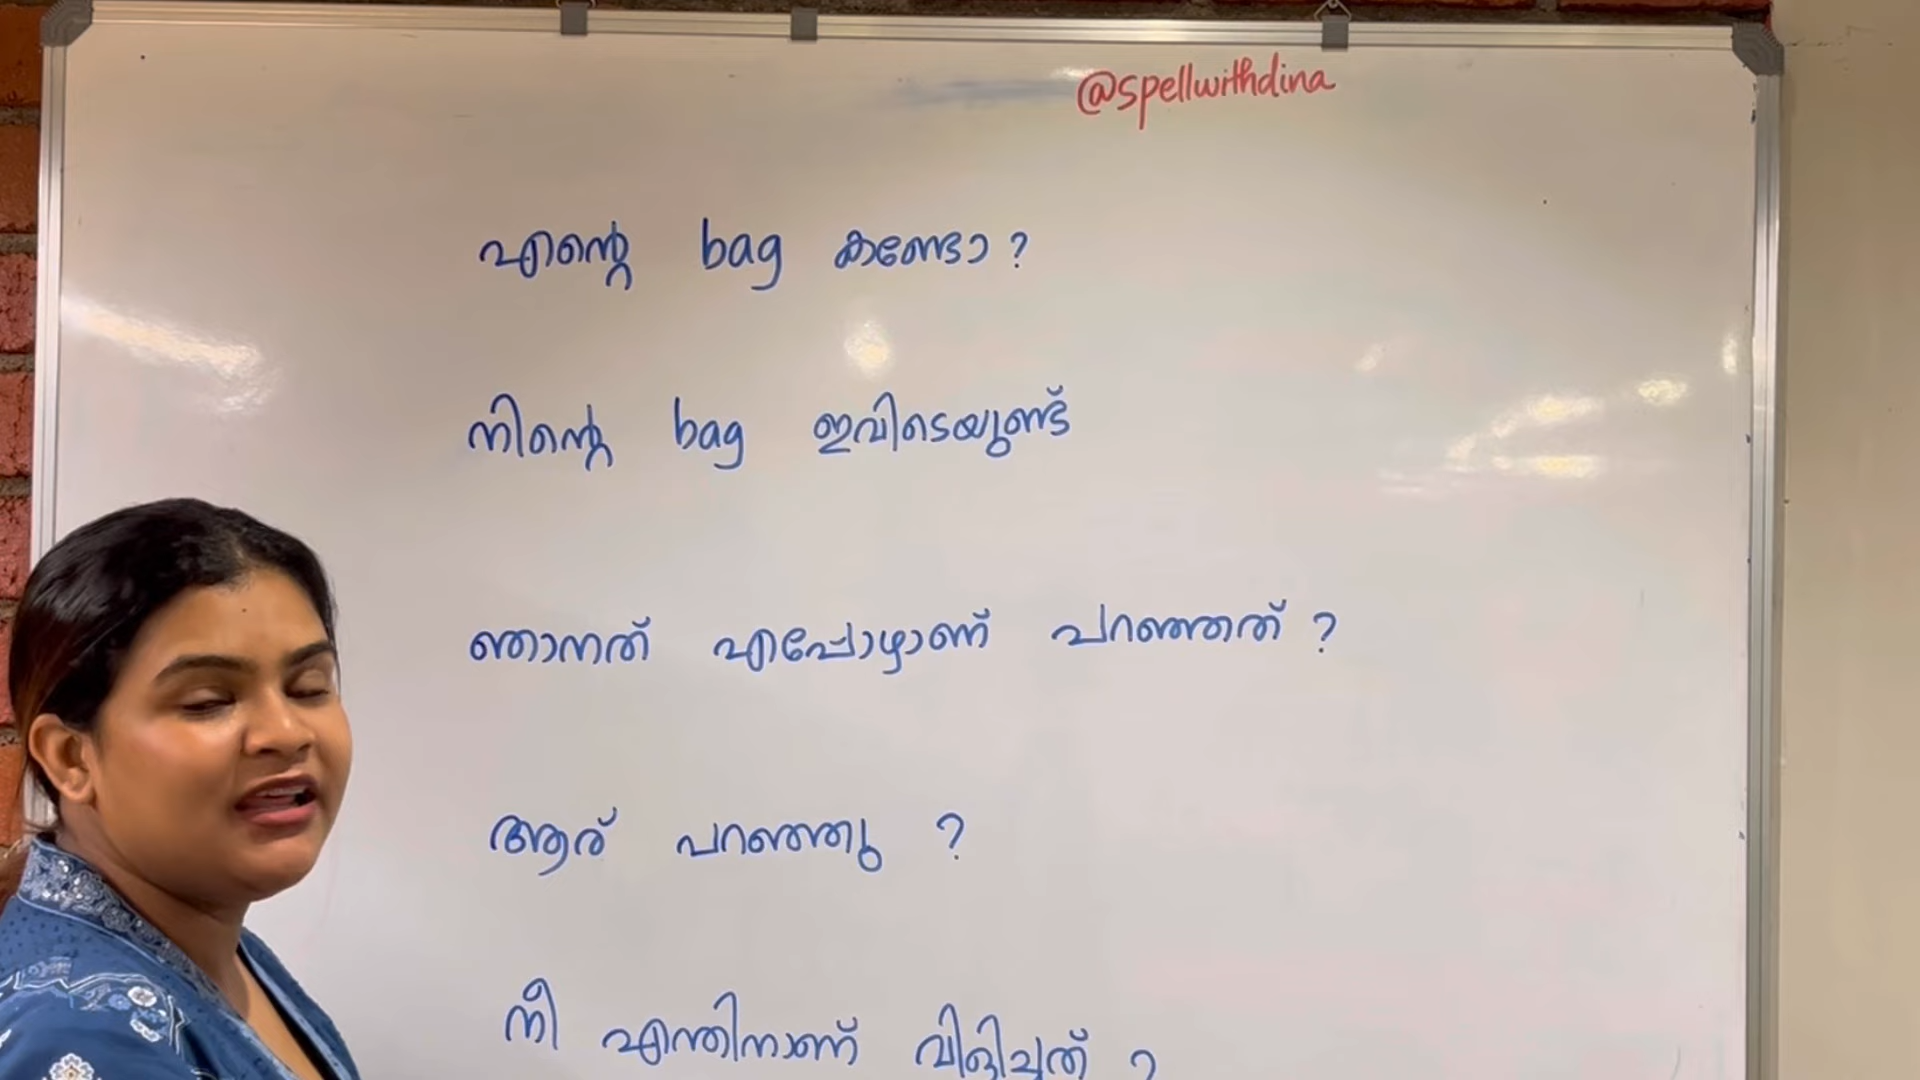 @spellwithdina
എന്റെ bag കണ്ടോ ?
നിന്റെ bag ഇവിടെയുണ്ട്
ഞാനത് എപ്പോഴാണ് പറഞ്ഞത് ?
ആര് പറഞ്ഞു ?
നീ എന്തിനാണ് വിളിച്ചത് ?